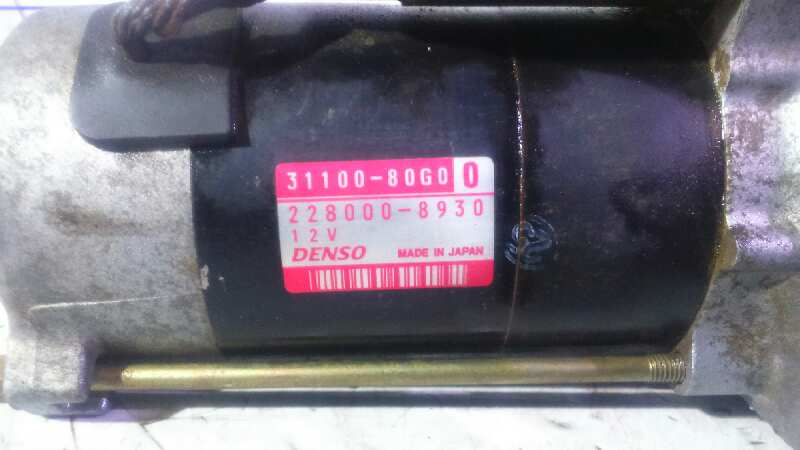 31100-80G0 0
228000-8930
12V
DENSO MADE IN JAPAN